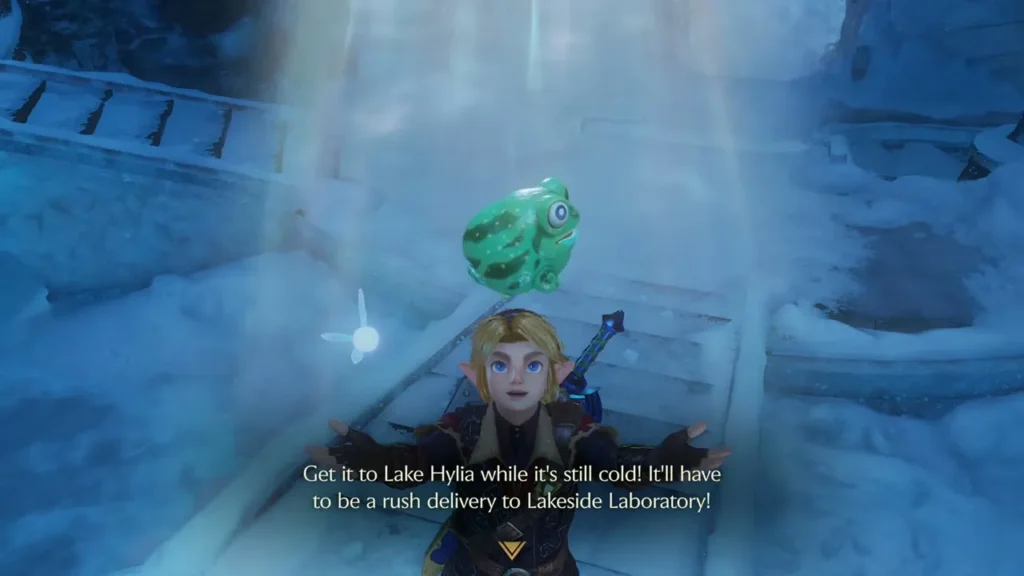 Get it to Lake Hylia while it's still cold! It'll have
to be a rush delivery to Lakeside Laboratory!